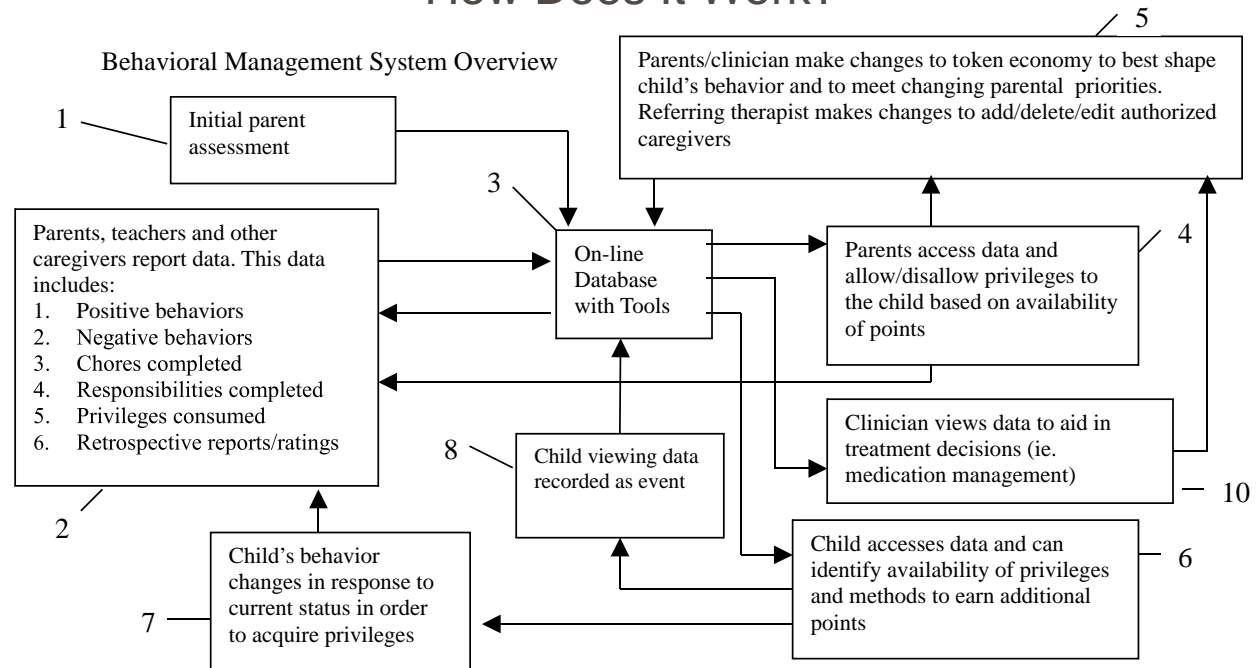 How Does It Work?
5
Behavioral Management System Overview
Parents/clinician make changes to token economy to best shape
child's behavior and to meet changing parental priorities.
Referring therapist makes changes to add/delete/edit authorized
caregivers
1
Initial parent
assessment
3
Parents, teachers and other
caregivers report data. This data
includes:
1. Positive behaviors
2. Negative behaviors
3. Chores completed
4. Responsibilities completed
5. Privileges consumed
6. Retrospective reports/ratings
2
On-line
Database
with Tools
Parents access data and
allow/disallow privileges to
the child based on availability
of points
4
Clinician views data to aid in
treatment decisions (ie.
medication management)
10
8
Child viewing data
recorded as event
Child accesses data and can
identify availability of privileges
and methods to earn additional
points
6
7
Child's behavior
changes in response to
current status in order
to acquire privileges